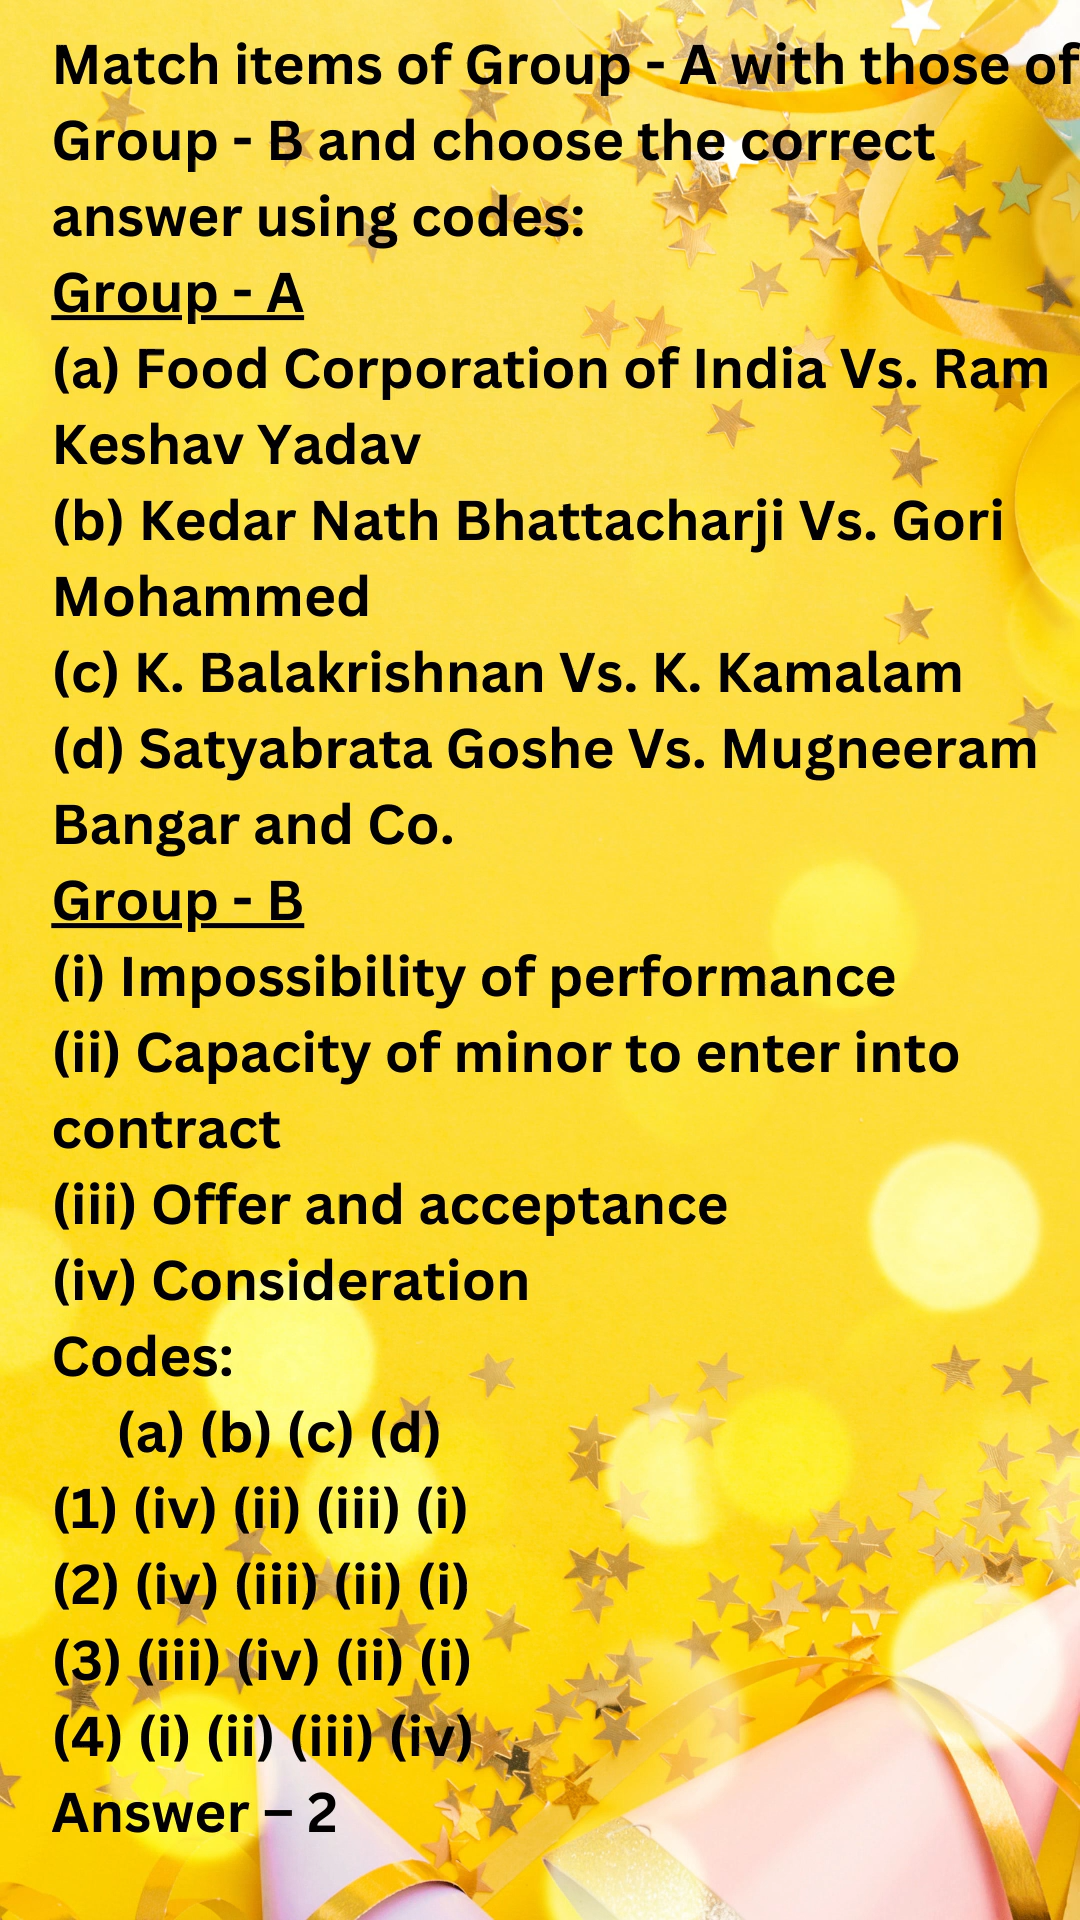 Match items of Group - A with those of
Group - B and choose the correct
answer using codes:
Group - A
(a) Food Corporation of India Vs. Ram
Keshav Yadav
(b) Kedar Nath Bhattacharji Vs. Gori
Mohammed
(c) K. Balakrishnan Vs. K. Kamalam
(d) Satyabrata Goshe Vs. Mugneeram
Bangar and Co.
Group - B
(i) Impossibility of performance
(ii) Capacity of minor to enter into
contract
(iii) Offer and acceptance
(iv) Consideration
Codes:
(a) (b) (c) (d)
(1) (iv) (ii) (iii) (i)
(2) (iv) (iii) (ii) (i)
(3) (iii) (iv) (ii) (i)
(4) (i) (ii) (iii) (iv)
Answer – 2